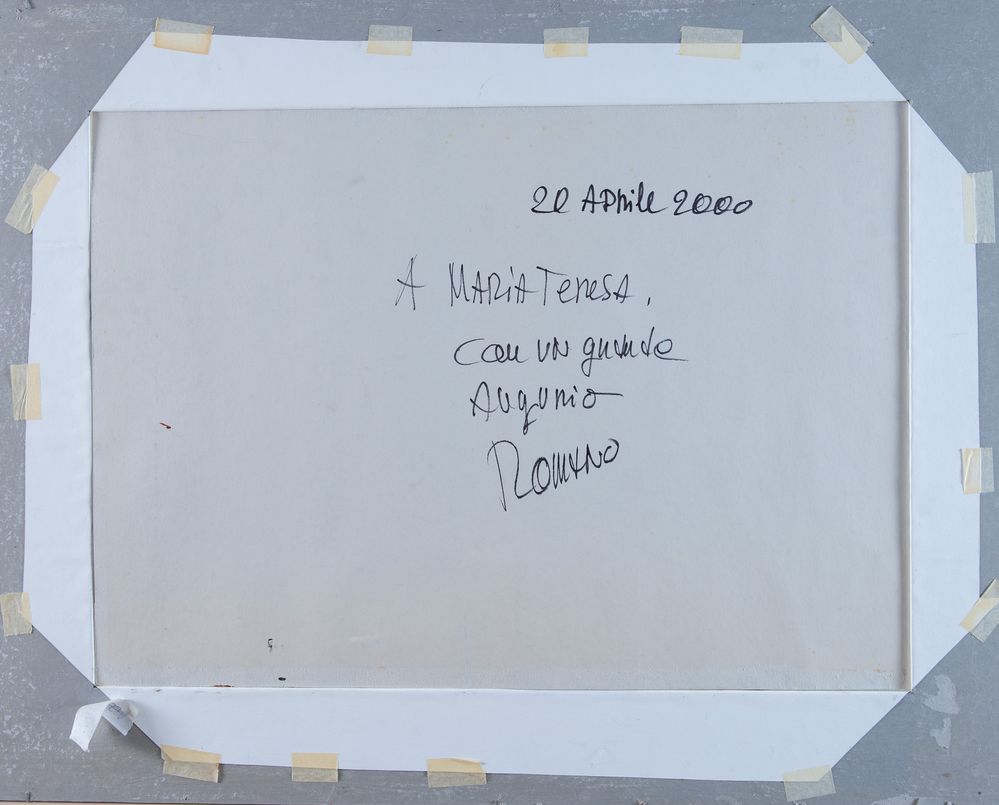 20 Aprile 2000
A Maria Teresa,
con un grande
Augurio
Romano